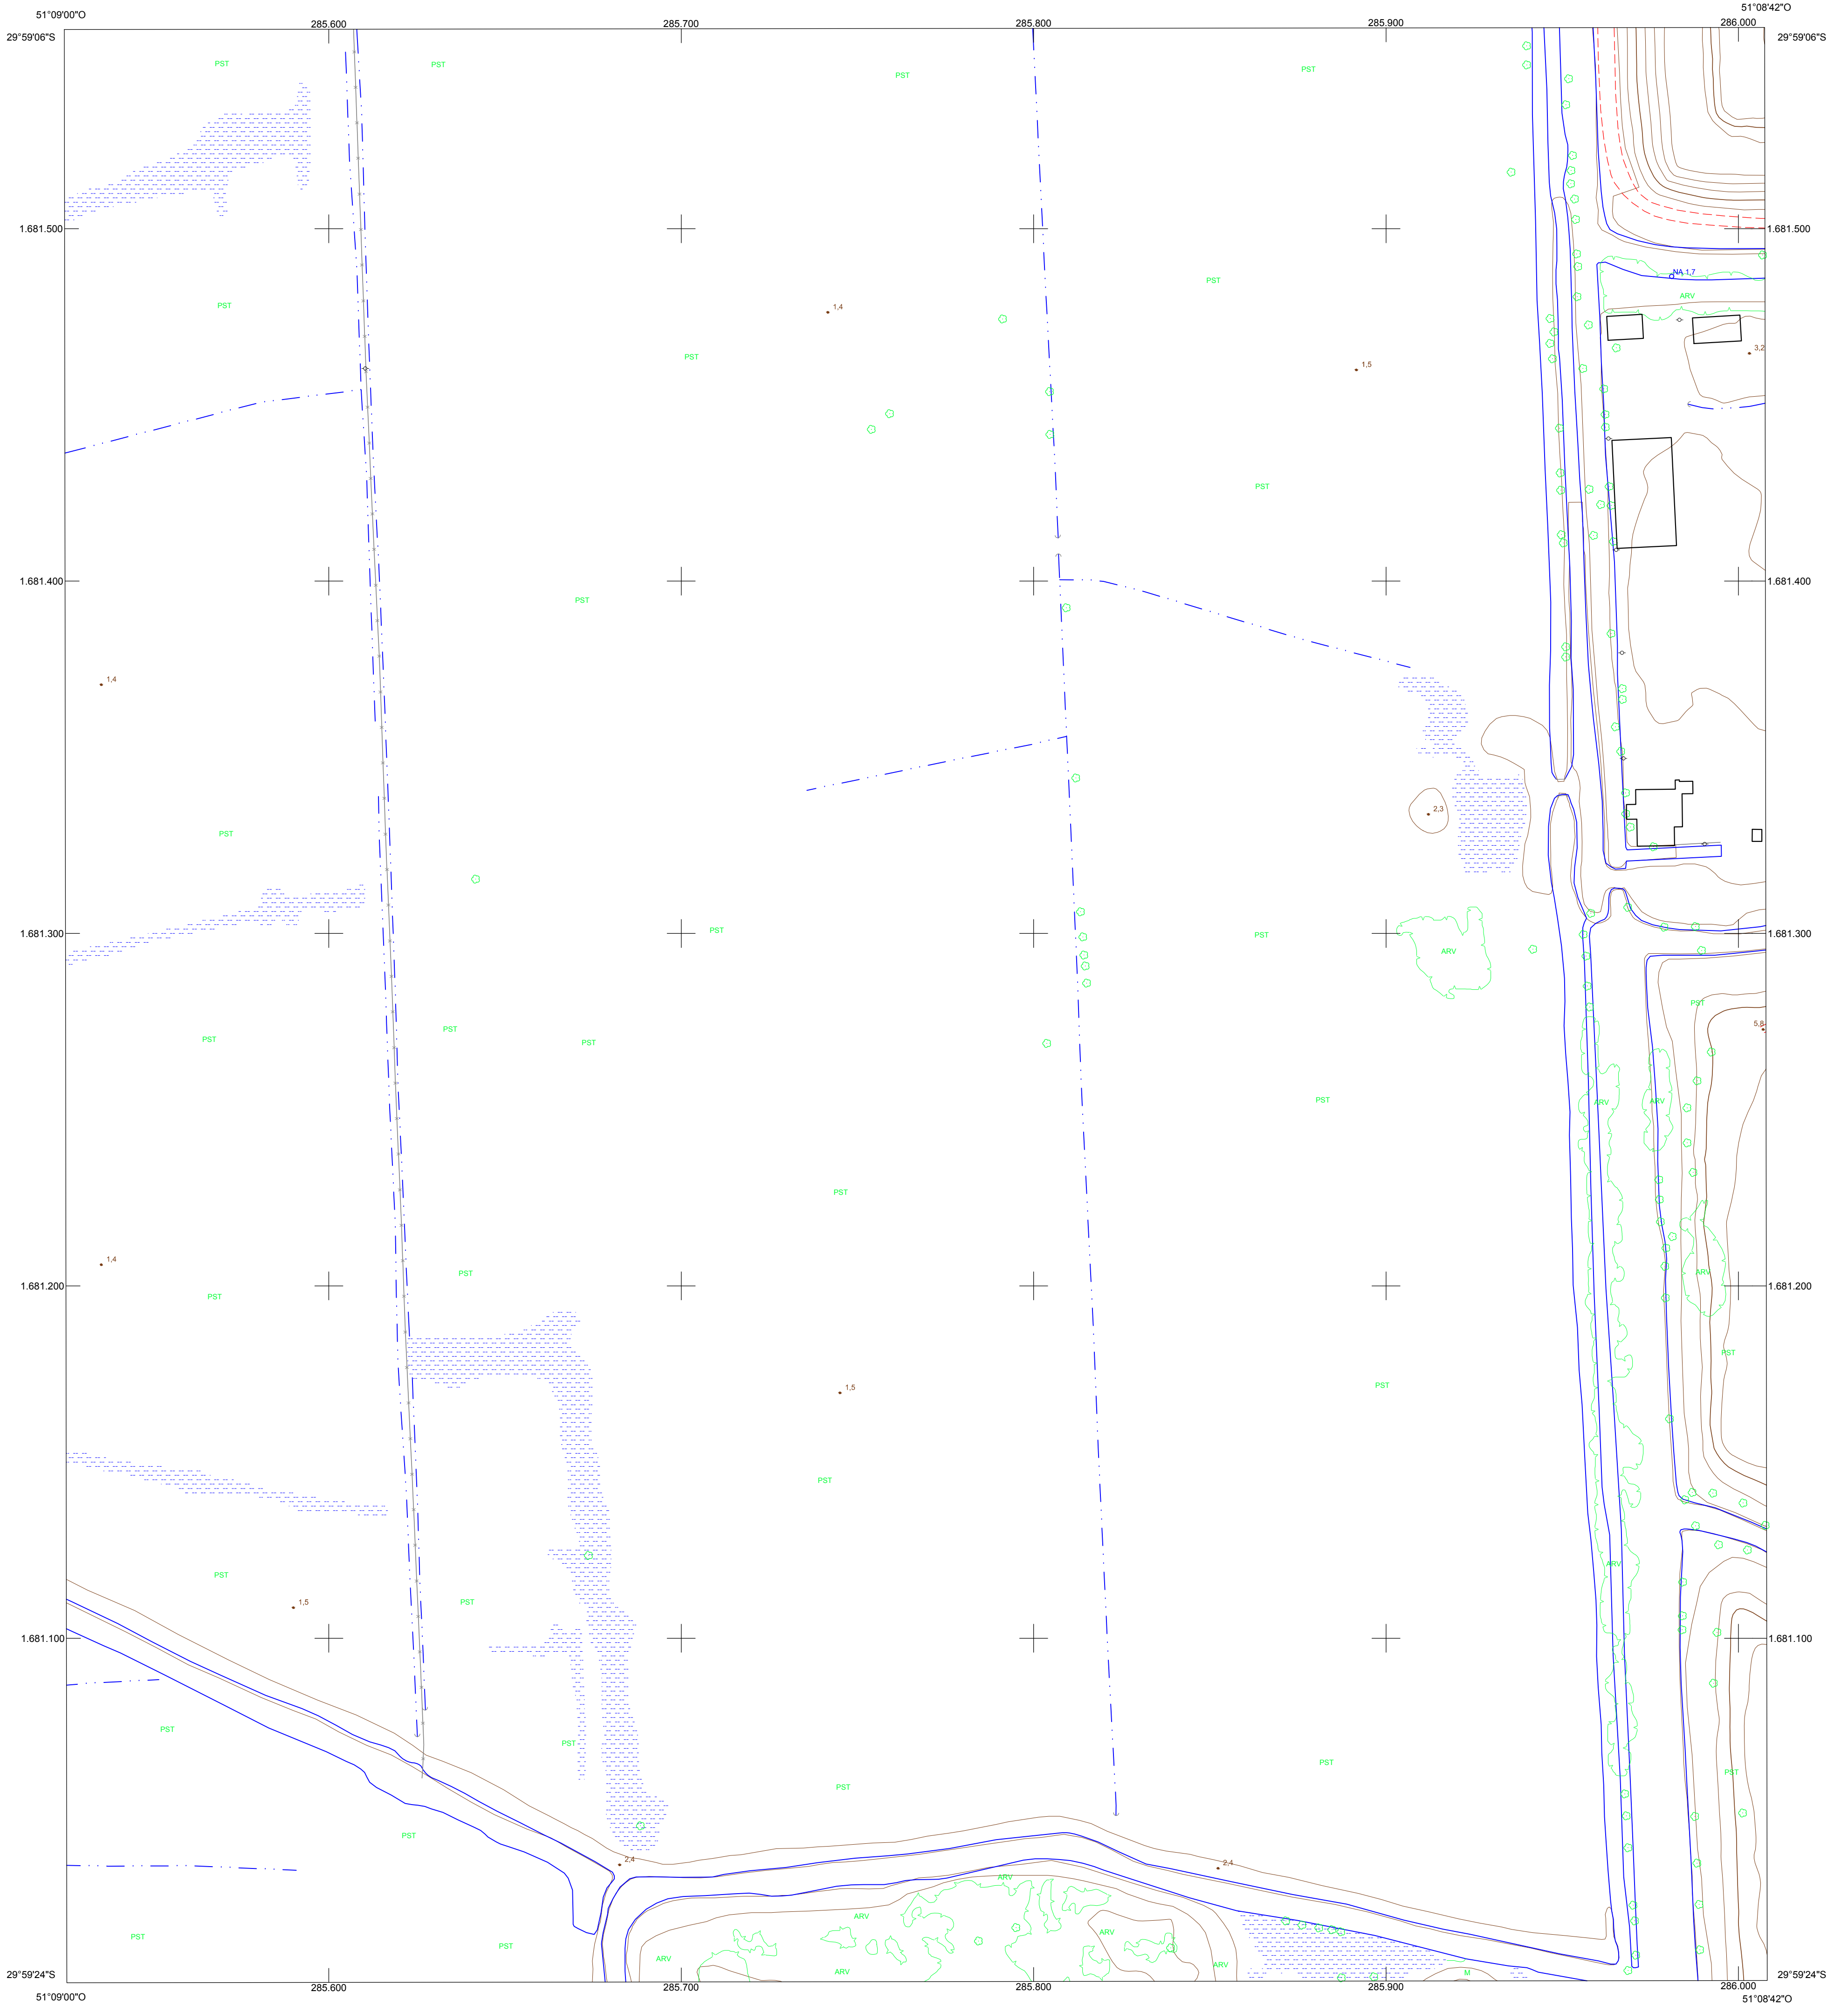 51°09'00"O
51°08'42"O
285.600
285.700
285.800
285.900
286.000
29°59'06"S
29°59'06"S
PST
PST
PST
PST
1.681.500
1.681.500
NA 1,7
PST
ARV
PST
1,4
3,2
PST
1,5
PST
1.681.400
1.681.400
PST
1,4
2,3
PST
PST
1.681.300
PST
1.681.300
ARV
PST
PST
PST
PST
5,8
PST
ARV
ARV
PST
1,4
PST
ARV
1.681.200
1.681.200
PST
PST
1,5
PST
PST
ARV
PST
PST
1,5
1.681.100
1.681.100
PST
PST
PST
PST
PST
PST
2,4
2,4
ARV
ARV
ARV
PST
PST
ARV
ARV
ARV
M
29°59'24"S
29°59'24"S
285.600
285.700
285.800
285.900
286.000
51°09'00"O
51°08'42"O